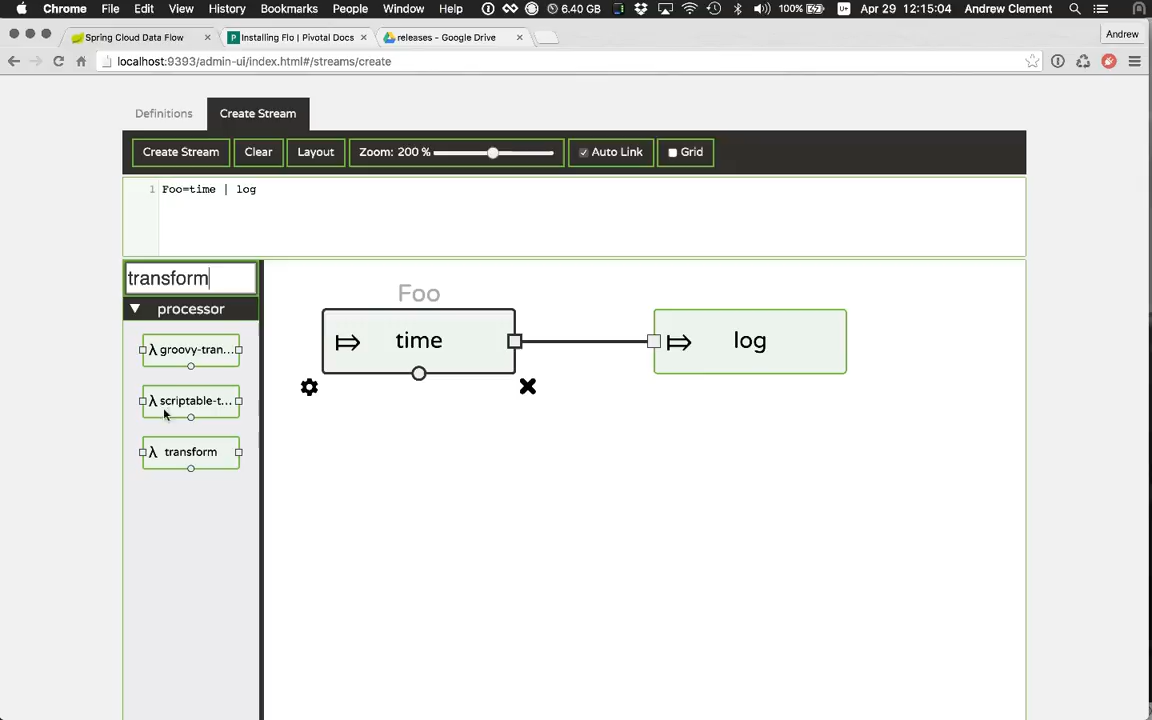 Chrome File Edit View History Bookmarks People Window Help 6.40 GB 100% Apr 29 12:15:04 Andrew Clement
Spring Cloud Data Flow Installing Flo | Pivotal Docs releases - Google Drive Andrew
localhost:9393/admin-ui/index.html#/streams/create
Definitions Create Stream
Create Stream Clear Layout Zoom: 200 % Auto Link Grid
1 Foo=time | log
transform
processor
λ groovy-tran...
λ scriptable-t...
λ transform
Foo
time
log